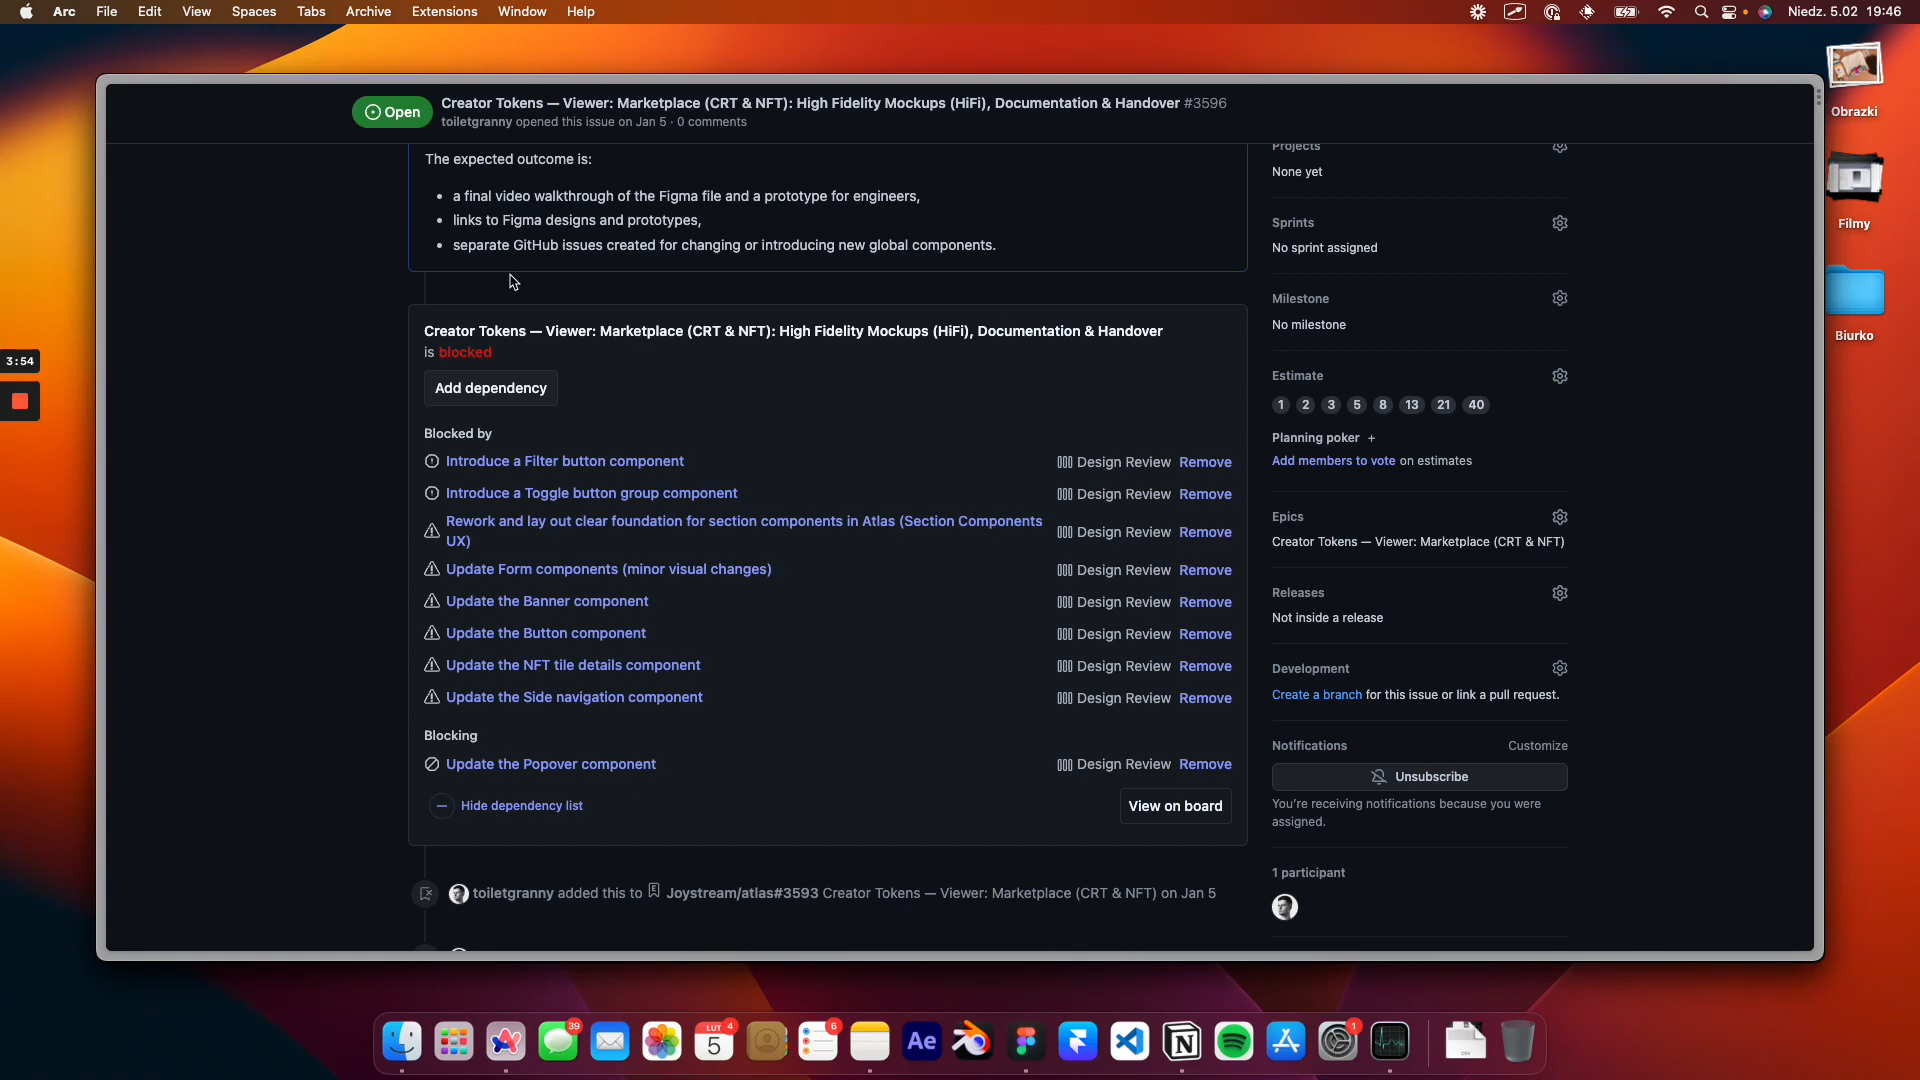 Arc File Edit View Spaces Tabs Archive Extensions Window Help Niedz. 5.02 19:46
Obrazki
Filmy
Biurko
3:54
Open
Creator Tokens — Viewer: Marketplace (CRT & NFT): High Fidelity Mockups (HiFi), Documentation & Handover #3596
toiletgranny opened this issue on Jan 5 · 0 comments
The expected outcome is:
• a final video walkthrough of the Figma file and a prototype for engineers,
• links to Figma designs and prototypes,
• separate GitHub issues created for changing or introducing new global components.
Creator Tokens — Viewer: Marketplace (CRT & NFT): High Fidelity Mockups (HiFi), Documentation & Handover
is blocked
Add dependency
Blocked by
Introduce a Filter button component Design Review Remove
Introduce a Toggle button group component Design Review Remove
Rework and lay out clear foundation for section components in Atlas (Section Components
UX) Design Review Remove
Update Form components (minor visual changes) Design Review Remove
Update the Banner component Design Review Remove
Update the Button component Design Review Remove
Update the NFT tile details component Design Review Remove
Update the Side navigation component Design Review Remove
Blocking
Update the Popover component Design Review Remove
Hide dependency list View on board
toiletgranny added this to Joystream/atlas#3593 Creator Tokens — Viewer: Marketplace (CRT & NFT) on Jan 5
Projects
None yet
Sprints
No sprint assigned
Milestone
No milestone
Estimate
1 2 3 5 8 13 21 40
Planning poker +
Add members to vote on estimates
Epics
Creator Tokens — Viewer: Marketplace (CRT & NFT)
Releases
Not inside a release
Development
Create a branch for this issue or link a pull request.
Notifications Customize
Unsubscribe
You're receiving notifications because you were
assigned.
1 participant
39
LUT 4
5
6
Ae
1
CSV